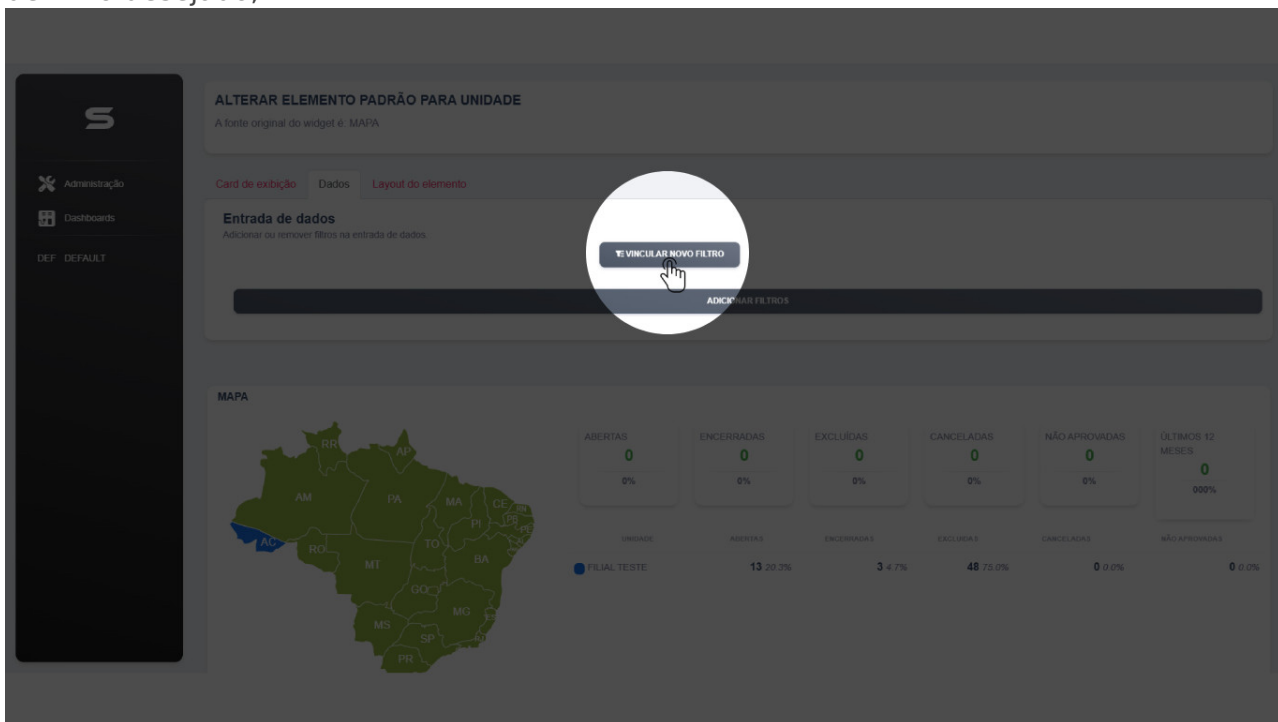 ALTERAR ELEMENTO PADRÃO PARA UNIDADE
A fonte original do widget é: MAPA
Administração
Dashboards
DEF DEFAULT
Card de exibição Dados Layout do elemento
Entrada de dados
Adicionar ou remover filtros na entrada de dados.
VINCULAR NOVO FILTRO
ADICIONAR FILTROS
MAPA
RR AP
AM PA MA CE RN
PI PB
PE
AC RO TO
MT BA
GO
MG ES
MS SP RJ
PR
ABERTAS
0
0%
ENCERRADAS
0
0%
EXCLUÍDAS
0
0%
CANCELADAS
0
0%
NÃO APROVADAS
0
0%
ÚLTIMOS 12
MESES
0
000%
UNIDADE ABERTAS ENCERRADAS EXCLUÍDAS CANCELADAS NÃO APROVADAS
FILIAL TESTE 13 20.3% 3 4.7% 48 75.0% 0 0.0% 0 0.0%